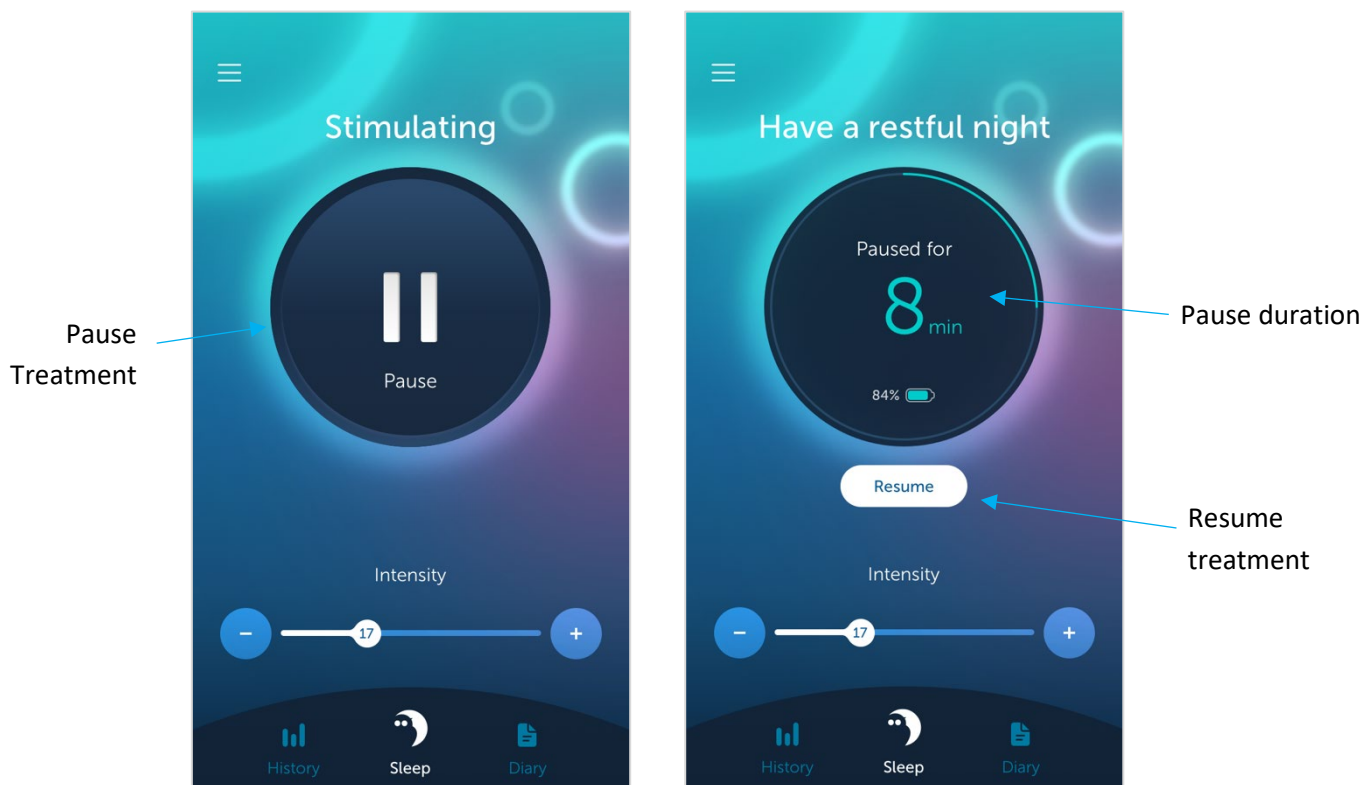 Stimulating
Pause
Pause
Treatment
Intensity
−
17
+
History
Sleep
Diary
Have a restful night
Paused for
8 min
84%
Resume
Pause duration
Resume
treatment
Intensity
−
17
+
History
Sleep
Diary